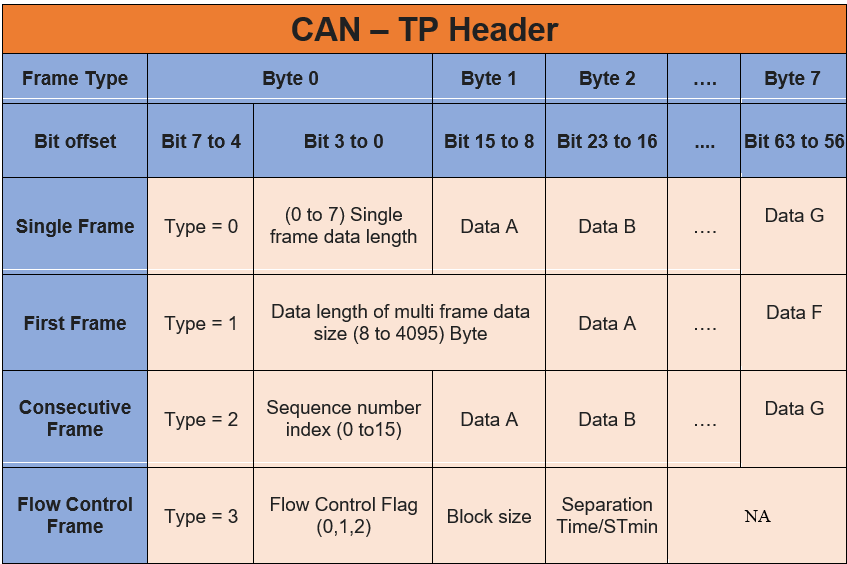 CAN – TP Header
Frame Type Byte 0 Byte 1 Byte 2 …. Byte 7
Bit offset Bit 7 to 4 Bit 3 to 0 Bit 15 to 8 Bit 23 to 16 .... Bit 63 to 56
Single Frame Type = 0 (0 to 7) Single
frame data length Data A Data B …. Data G
First Frame Type = 1 Data length of multi frame data
size (8 to 4095) Byte Data A …. Data F
Consecutive
Frame Type = 2 Sequence number
index (0 to15) Data A Data B …. Data G
Flow Control
Frame Type = 3 Flow Control Flag
(0,1,2) Block size Separation
Time/STmin NA